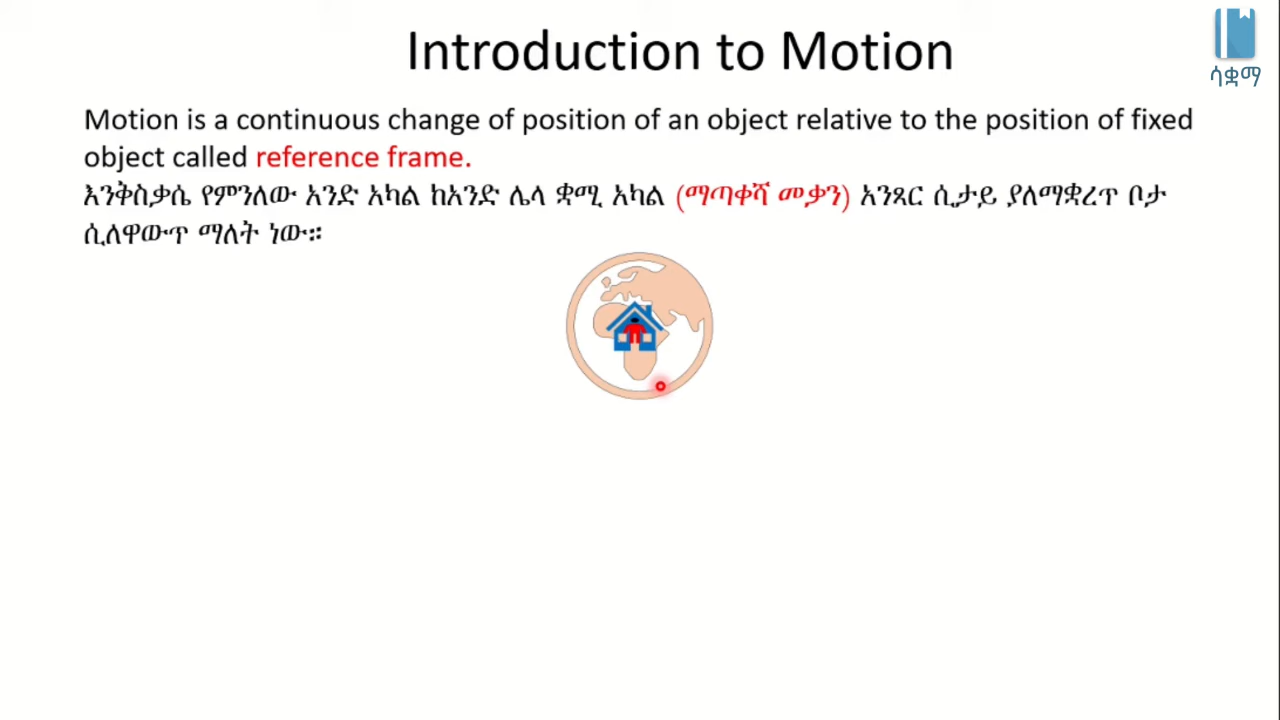 Introduction to Motion
ሳቋማ
Motion is a continuous change of position of an object relative to the position of fixed
object called reference frame.
እንቅስቃሴ የምንለው አንድ አካል ከአንድ ሌላ ቋሚ አካል (ማጣቀሻ መቃን) አንጻር ሲታይ ያለማቋረጥ ቦታ
ሲለዋውጥ ማለት ነው።